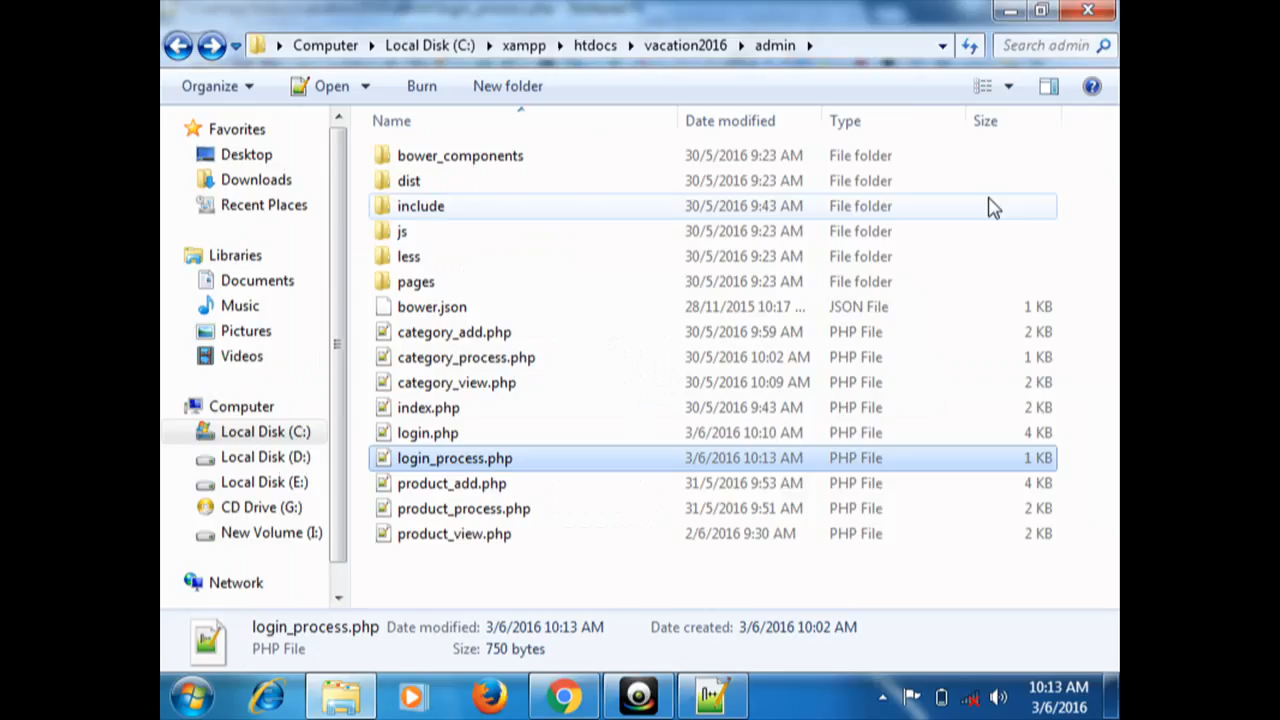 Computer Local Disk (C:) xampp htdocs vacation2016 admin Search admin
Organize Open Burn New folder
Name Date modified Type Size
Favorites
Desktop
Downloads
Recent Places
Libraries
Documents
Music
Pictures
Videos
Computer
Local Disk (C:)
Local Disk (D:)
Local Disk (E:)
CD Drive (G:)
New Volume (I:)
Network
bower_components 30/5/2016 9:23 AM File folder
dist 30/5/2016 9:23 AM File folder
include 30/5/2016 9:43 AM File folder
js 30/5/2016 9:23 AM File folder
less 30/5/2016 9:23 AM File folder
pages 30/5/2016 9:23 AM File folder
bower.json 28/11/2015 10:17 ... JSON File 1 KB
category_add.php 30/5/2016 9:59 AM PHP File 2 KB
category_process.php 30/5/2016 10:02 AM PHP File 1 KB
category_view.php 30/5/2016 10:09 AM PHP File 2 KB
index.php 30/5/2016 9:43 AM PHP File 2 KB
login.php 3/6/2016 10:10 AM PHP File 4 KB
login_process.php 3/6/2016 10:13 AM PHP File 1 KB
product_add.php 31/5/2016 9:53 AM PHP File 4 KB
product_process.php 31/5/2016 9:51 AM PHP File 2 KB
product_view.php 2/6/2016 9:30 AM PHP File 2 KB
login_process.php Date modified: 3/6/2016 10:13 AM Date created: 3/6/2016 10:02 AM
PHP File Size: 750 bytes
10:13 AM
3/6/2016